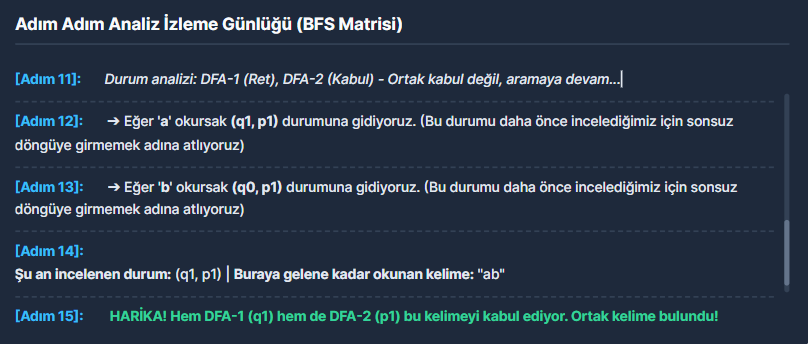 Adım Adım Analiz İzleme Günlüğü (BFS Matrisi)
[Adım 11]: Durum analizi: DFA-1 (Ret), DFA-2 (Kabul) - Ortak kabul değil, aramaya devam...|
[Adım 12]: ➔ Eğer 'a' okursak (q1, p1) durumuna gidiyoruz. (Bu durumu daha önce incelediğimiz için sonsuz
döngüye girmemek adına atlıyoruz)
[Adım 13]: ➔ Eğer 'b' okursak (q0, p1) durumuna gidiyoruz. (Bu durumu daha önce incelediğimiz için sonsuz
döngüye girmemek adına atlıyoruz)
[Adım 14]:
Şu an incelenen durum: (q1, p1) | Buraya gelene kadar okunan kelime: "ab"
[Adım 15]: HARİKA! Hem DFA-1 (q1) hem de DFA-2 (p1) bu kelimeyi kabul ediyor. Ortak kelime bulundu!